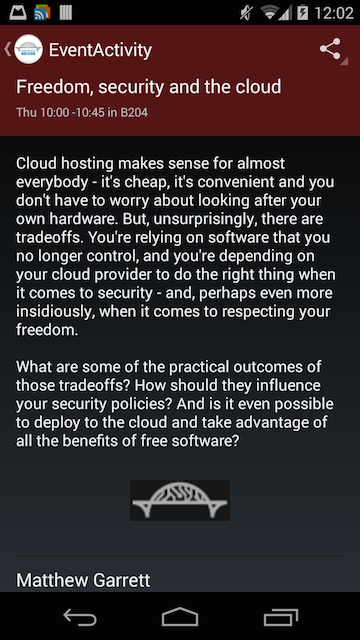 12:02
EventActivity
Freedom, security and the cloud
Thu 10:00 -10:45 in B204
Cloud hosting makes sense for almost
everybody - it's cheap, it's convenient and you
don't have to worry about looking after your
own hardware. But, unsurprisingly, there are
tradeoffs. You're relying on software that you
no longer control, and you're depending on
your cloud provider to do the right thing when
it comes to security - and, perhaps even more
insidiously, when it comes to respecting your
freedom.
What are some of the practical outcomes of
those tradeoffs? How should they influence
your security policies? And is it even possible
to deploy to the cloud and take advantage of
all the benefits of free software?
Matthew Garrett